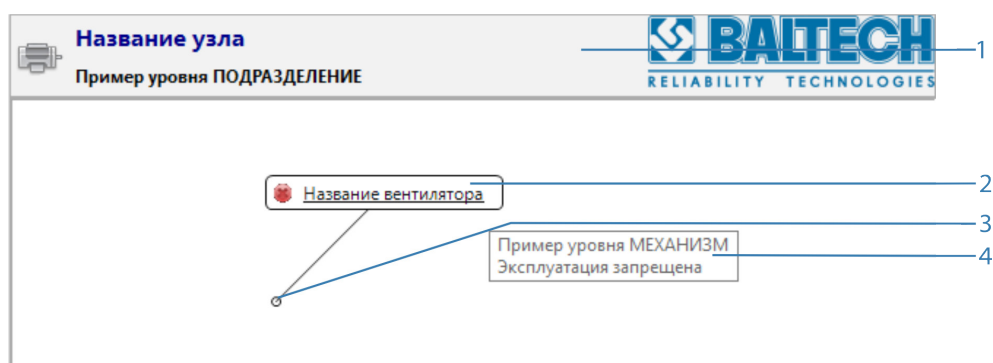 Название узла
Пример уровня ПОДРАЗДЕЛЕНИЕ
BALTECH
RELIABILITY TECHNOLOGIES
1
Название вентилятора
2
3
Пример уровня МЕХАНИЗМ
Эксплуатация запрещена
4